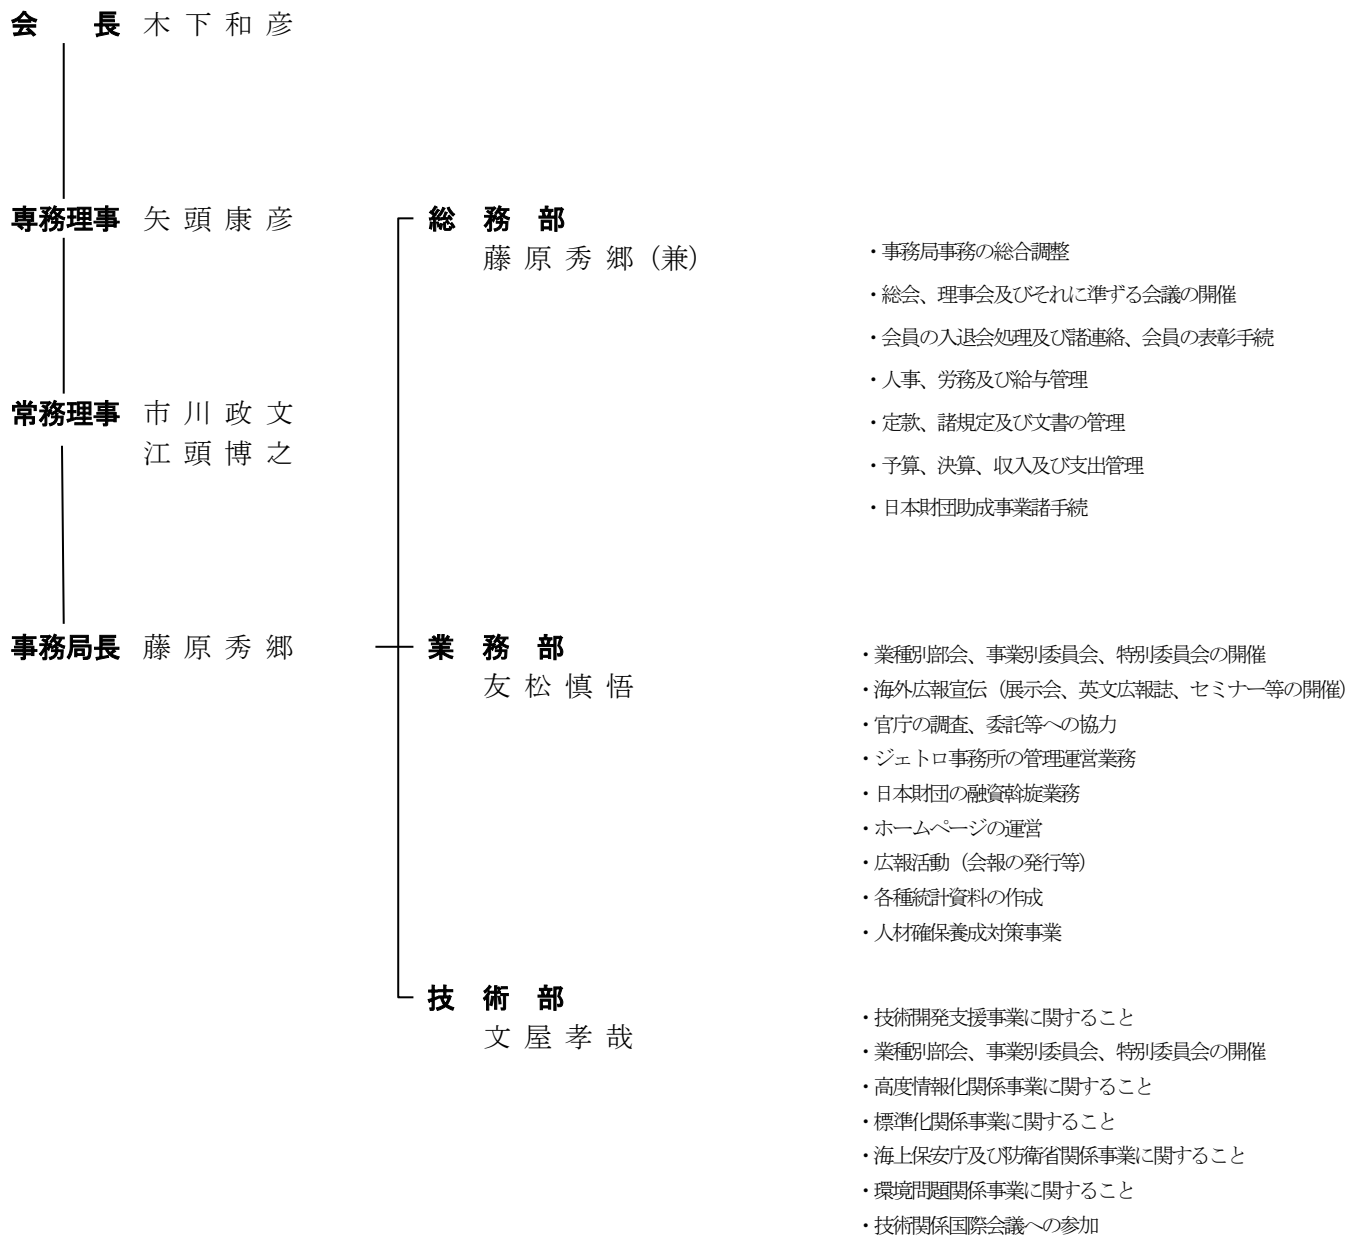 会　　長 木下和彦
専務理事 矢頭康彦
常務理事 市川政文
江頭博之
事務局長 藤原秀郷
総務部
藤原秀郷（兼）
・事務局事務の総合調整
・総会、理事会及びそれに準ずる会議の開催
・会員の入退会処理及び諸連絡、会員の表彰手続
・人事、労務及び給与管理
・定款、諸規定及び文書の管理
・予算、決算、収入及び支出管理
・日本財団助成事業諸手続
業務部
友松慎悟
・業種別部会、事業別委員会、特別委員会の開催
・海外広報宣伝（展示会、英文広報誌、セミナー等の開催）
・官庁の調査、委託等への協力
・ジェトロ事務所の管理運営業務
・日本財団の融資斡旋業務
・ホームページの運営
・広報活動（会報の発行等）
・各種統計資料の作成
・人材確保養成対策事業
技術部
文屋孝哉
・技術開発支援事業に関すること
・業種別部会、事業別委員会、特別委員会の開催
・高度情報化関係事業に関すること
・標準化関係事業に関すること
・海上保安庁及び防衛省関係事業に関すること
・環境問題関係事業に関すること
・技術関係国際会議への参加